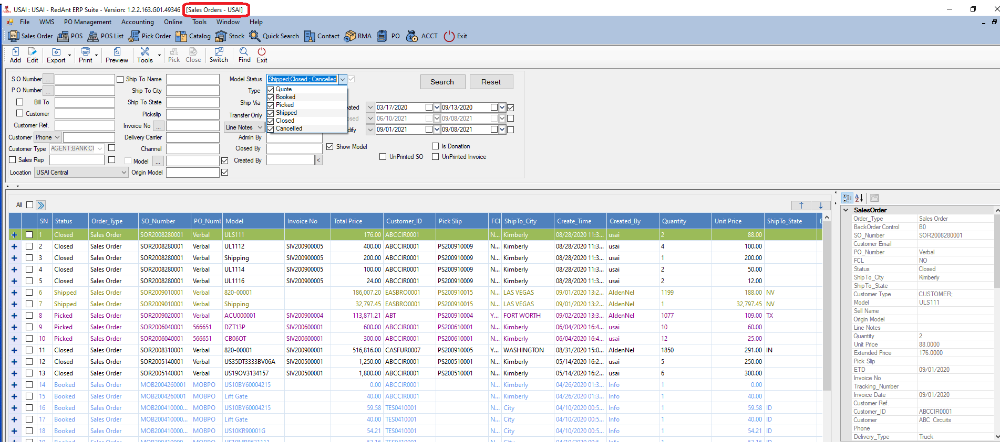 USAI : USAI - RedAnt ERP Suite - Version: 1.2.2.163.G01.49346 [Sales Orders - USAI]
File WMS PO Management Accounting Online Tools Window Help
Sales Order POS POS List Pick Order Catalog Stock Quick Search Contact RMA PO ACCT Exit
Add Edit Export Print Preview Tools Pick Close Switch Find Exit
S.O Number ... Ship To Name Model Status Shipped;Closed ; Cancelled Search Reset
P.O Number ... Ship To City Type Quote
Booked
Bill To Ship To State Ship Via Picked ated 03/17/2020 09/13/2020
Customer Pickslip Transfer Only Shipped osed 06/10/2021 09/08/2021
Closed
Customer Ref. Invoice No ... Line Notes Cancelled dify 09/01/2021 09/08/2021
Customer Phone Delivery Carrier Admin By
Customer Type AGENT;BANK;CU Channel Closed By Show Model Is Donation
Sales Rep Model ... Created By < UnPrinted SO UnPrinted Invoice
Location USAI Central Origin Model
All
SN Status Order_Type SO_Number PO_Numb Model Invoice No Total Price Customer_ID Pick Slip FCL ShipTo_City Create_Time Created_By Quantity Unit Price ShipTo_State
1 Closed Sales Order SOR2008280001 Verbal ULS111 176.00 ABCCIR0001 N... Kimberly 08/28/2020 11:3... usai 2 88.00
2 Closed Sales Order SOR2008280001 Verbal UL1112 SIV200900005 400.00 ABCCIR0001 PS200910009 N... Kimberly 08/28/2020 11:3... usai 4 100.00
3 Closed Sales Order SOR2008280001 Verbal Shipping SIV200900005 200.00 ABCCIR0001 PS200910009 N... Kimberly 08/28/2020 11:3... usai 1 200.00
4 Closed Sales Order SOR2008280001 Verbal UL1114 SIV200900005 100.00 ABCCIR0001 PS200910009 N... Kimberly 08/28/2020 11:3... usai 2 50.00
5 Closed Sales Order SOR2008280001 Verbal UL1116 SIV200900005 24.00 ABCCIR0001 PS200910009 N... Kimberly 08/28/2020 11:3... usai 2 12.00
6 Shipped Sales Order SOR2009010001 Verbal 820-00001 186,007.20 EASBRO0001 PS200910015 N... LAS VEGAS 09/01/2020 13:2... AldenNel 1199 188.00 NV
7 Shipped Sales Order SOR2009010001 Verbal Shipping 32,797.45 EASBRO0001 PS200910015 N... LAS VEGAS 09/01/2020 13:2... AldenNel 1 32,797.45 NV
8 Picked Sales Order SOR2009020001 Verbal ACU000001 SIV200900004 113,871.21 ABT PS200910004 Y... FORT WORTH 09/02/2020 13:3... AldenNel 1077 109.00 TX
9 Picked Sales Order SOR2006040001 566651 DZT13P SIV200600001 600.00 ABCCIR0001 PS200610001 N... Kimberly 06/04/2020 16:4... usai 10 60.00
10 Picked Sales Order SOR2006040001 566651 CB06OT SIV200600001 300.00 ABCCIR0001 PS200610001 N... Kimberly 06/04/2020 16:4... usai 12 25.00
11 Closed Sales Order SOR2008310001 Verbal 820-00001 SIV200900001 516,816.00 CASFUR0007 PS200910005 Y... WASHINGTON 08/31/2020 15:0... AldenNel 1850 291.00 IN
12 Closed Sales Order SOR2005140001 Verbal US35DT3333BV06A SIV200500001 1,250.00 ABCCIR0001 PS200510001 N... Kimberly 05/14/2020 16:2... usai 5 250.00
13 Closed Sales Order SOR2005140001 Verbal US19OV3134157 SIV200500001 1,800.00 ABCCIR0001 PS200510001 N... Kimberly 05/14/2020 16:2... usai 6 300.00
14 Booked Sales Order MOB2004260001 MOBPO US10BY60004215 0.00 ABCCIR0001 N... Kimberly 04/26/2020 01:3... Info 1 0.00
15 Booked Sales Order MOB2004260001 MOBPO Lift Gate 40.00 ABCCIR0001 N... Kimberly 04/26/2020 01:3... Info 1 40.00
16 Booked Sales Order MOB200410000... MOBPO US10BY60004215 59.58 TES0410001 N... City 04/10/2020 00:5... Info 1 59.58 ID
17 Booked Sales Order MOB200410000... MOBPO Lift Gate 40.00 TES0410001 N... City 04/10/2020 00:5... Info 1 40.00 ID
18 Booked Sales Order MOB200410000... MOBPO US10KR90001G 54.21 TES0410001 N... City 04/10/2020 00:5... Info 1 54.21 ID
SalesOrder
Order_Type Sales Order
BackOrder Control B0
SO_Number SOR2008280001
Customer Email
PO_Number Verbal
FCL NO
Status Closed
ShipTo_City Kimberly
ShipTo_State
Customer Type CUSTOMER;
Model ULS111
Sell Name
Origin Model
Line Notes
Quantity 2
Unit Price 88.0000
Extended Price 176.0000
Pick Slip
ETD 09/01/2020
Invoice No
Tracking_Number
Invoice Date 09/01/2020
Customer Ref.
Customer_ID ABCCIR0001
Customer ABC Circuits
Phone
Delivery_Type Truck